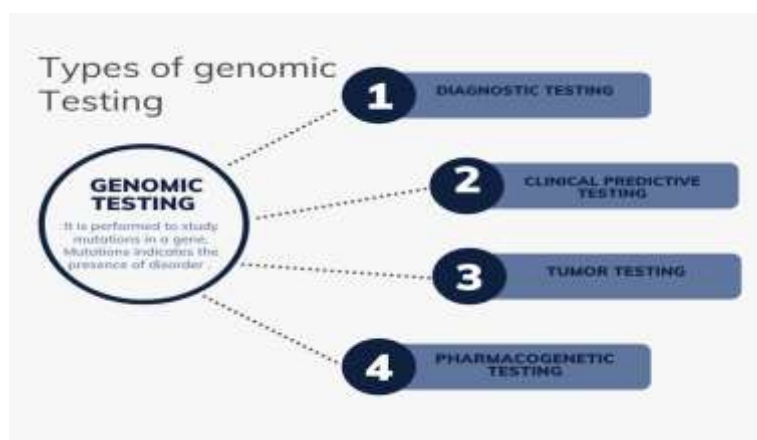 Types of genomic
Testing
1
DIAGNOSTIC TESTING
GENOMIC
TESTING
It is performed to study
mutations in a gene,
Mutations indicates the
presence of disorder .
2
CLINICAL PREDICTIVE
TESTING
3
TUMOR TESTING
4
PHARMACOGENETIC
TESTING